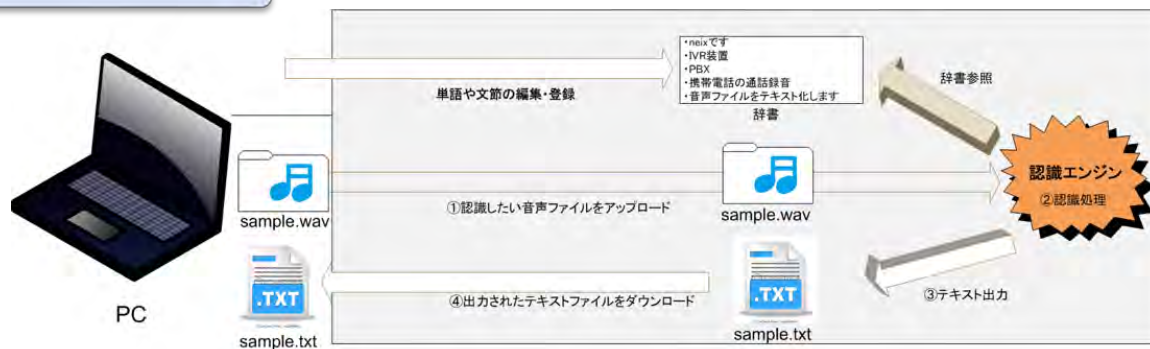 ・neixです
・IVR装置
・PBX
・携帯電話の通話録音
・音声ファイルをテキスト化します
辞書
単語や文節の編集・登録
辞書参照
認識エンジン
②認識処理
sample.wav
①認識したい音声ファイルをアップロード
sample.wav
.TXT
④出力されたテキストファイルをダウンロード
.TXT
③テキスト出力
PC
sample.txt
sample.txt